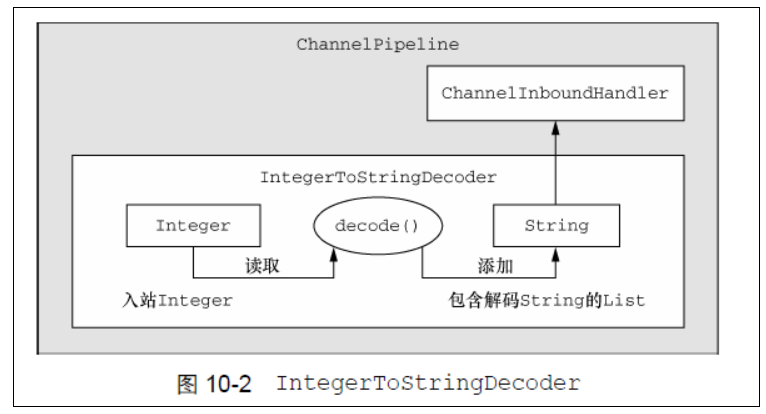 ChannelPipeline
ChannelInboundHandler
IntegerToStringDecoder
Integer
decode()
String
读取
添加
入站Integer
包含解码String的List
图 10-2 IntegerToStringDecoder